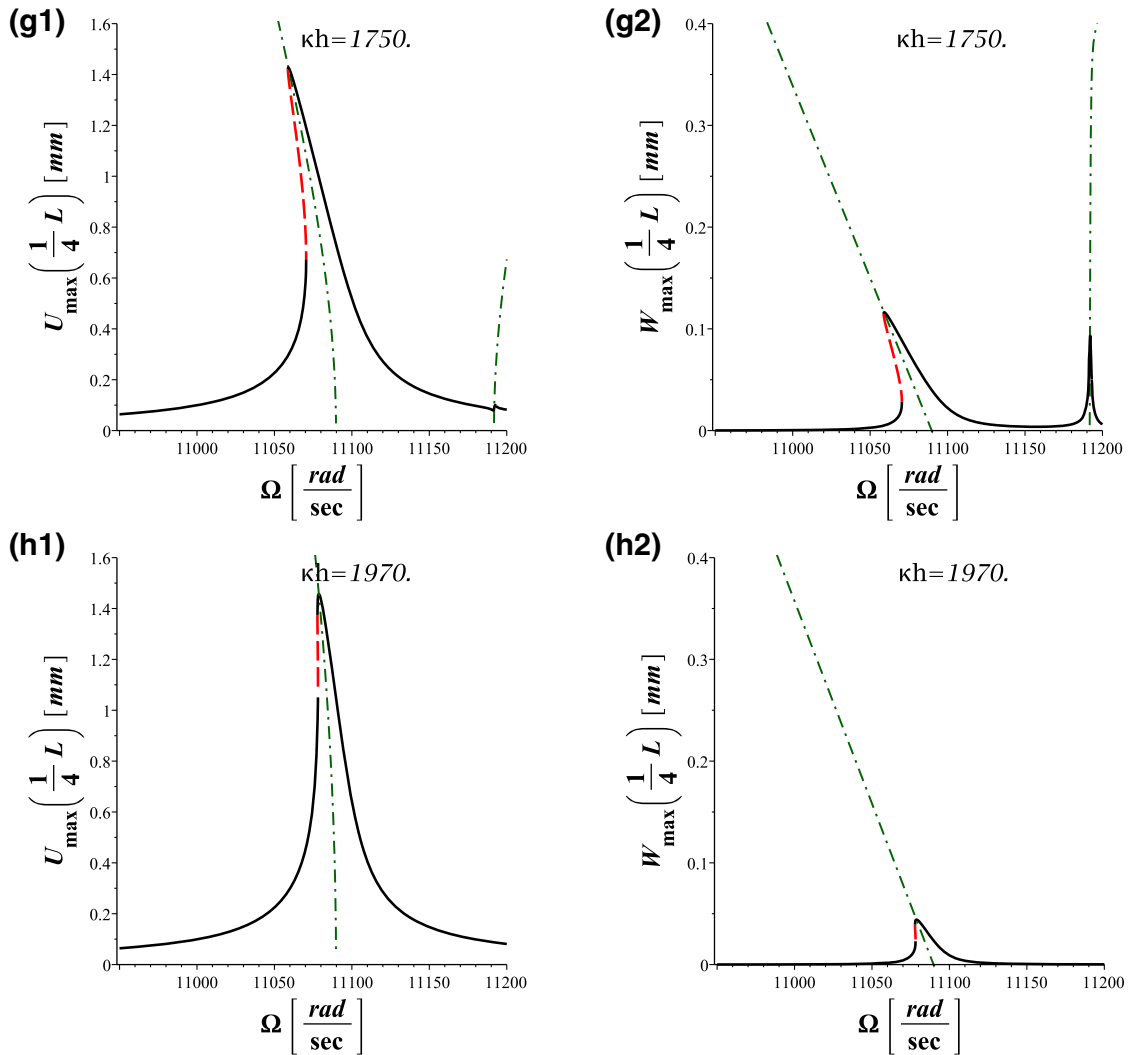 (g1)
κh=1750.
1.6
1.4
1.2
1
0.8
0.6
0.4
0.2
0
U max ( 1/4 L ) [ mm ]
11000 11050 11100 11150 11200
Ω [ rad/sec ]
(g2)
κh=1750.
0.4
0.3
0.2
0.1
0
W max ( 1/4 L ) [ mm ]
11000 11050 11100 11150 11200
Ω [ rad/sec ]
(h1)
κh=1970.
1.6
1.4
1.2
1
0.8
0.6
0.4
0.2
0
U max ( 1/4 L ) [ mm ]
11000 11050 11100 11150 11200
Ω [ rad/sec ]
(h2)
κh=1970.
0.4
0.3
0.2
0.1
0
W max ( 1/4 L ) [ mm ]
11000 11050 11100 11150 11200
Ω [ rad/sec ]